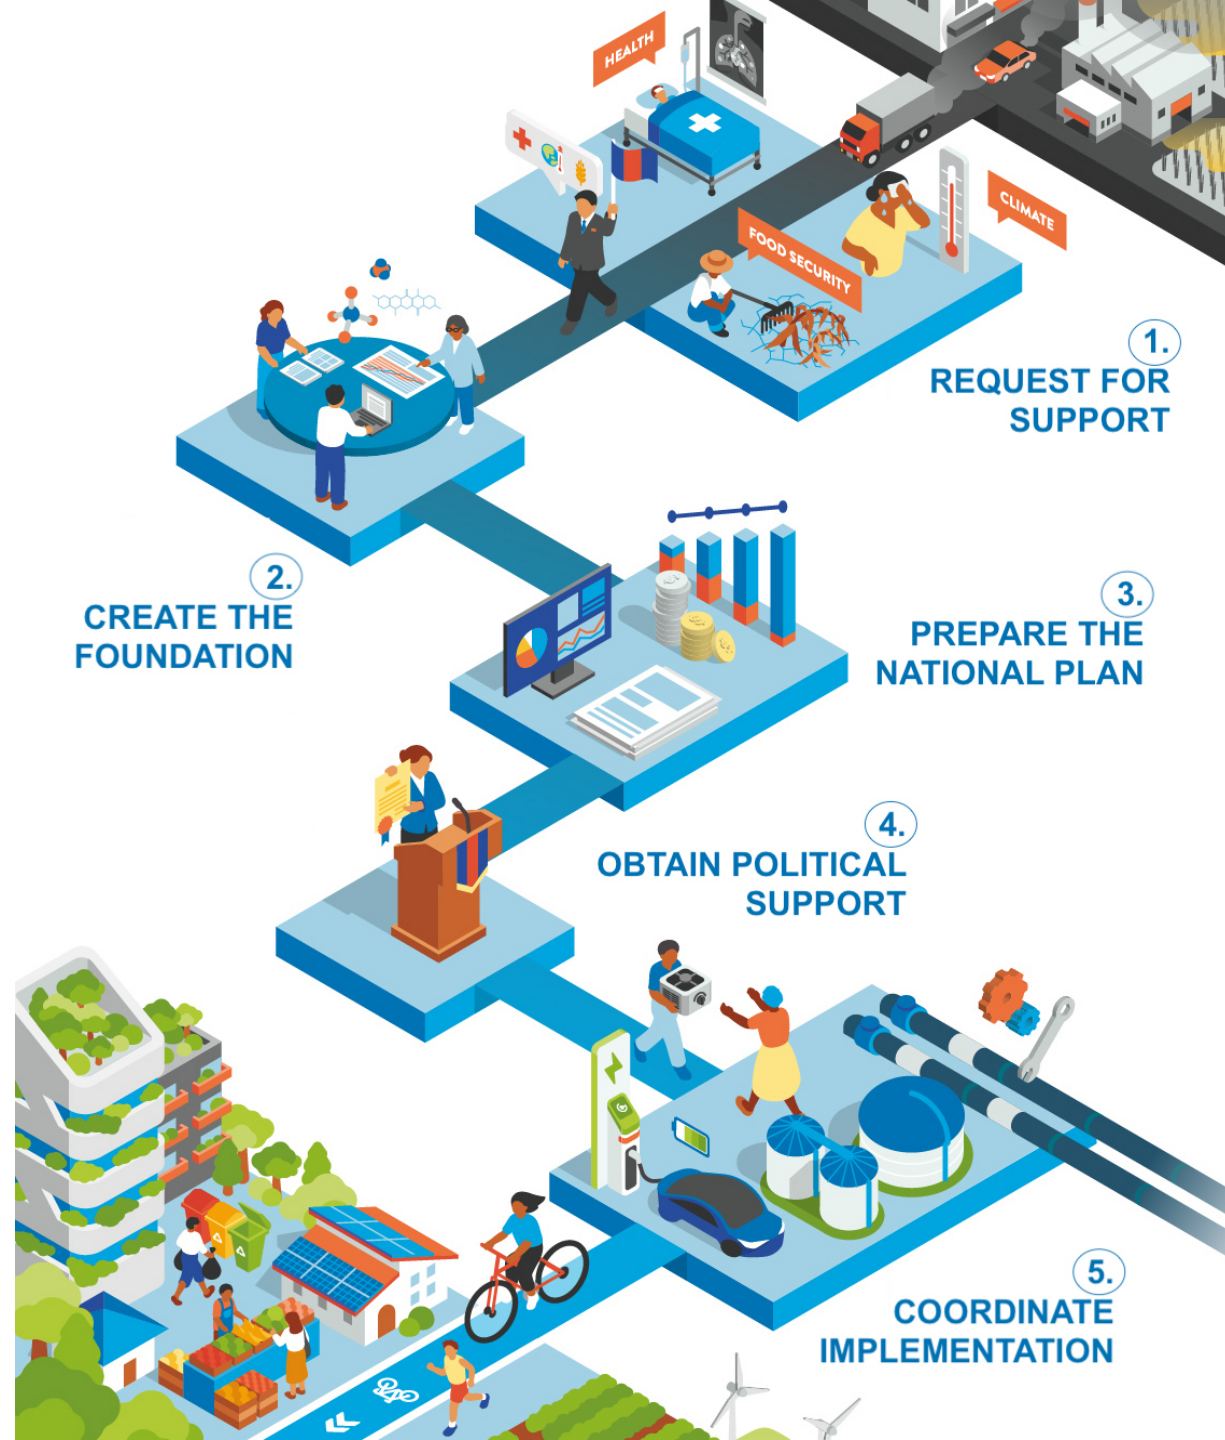 HEALTH
CLIMATE
FOOD SECURITY
1.
REQUEST FOR
SUPPORT
2.
CREATE THE
FOUNDATION
3.
PREPARE THE
NATIONAL PLAN
4.
OBTAIN POLITICAL
SUPPORT
5.
COORDINATE
IMPLEMENTATION